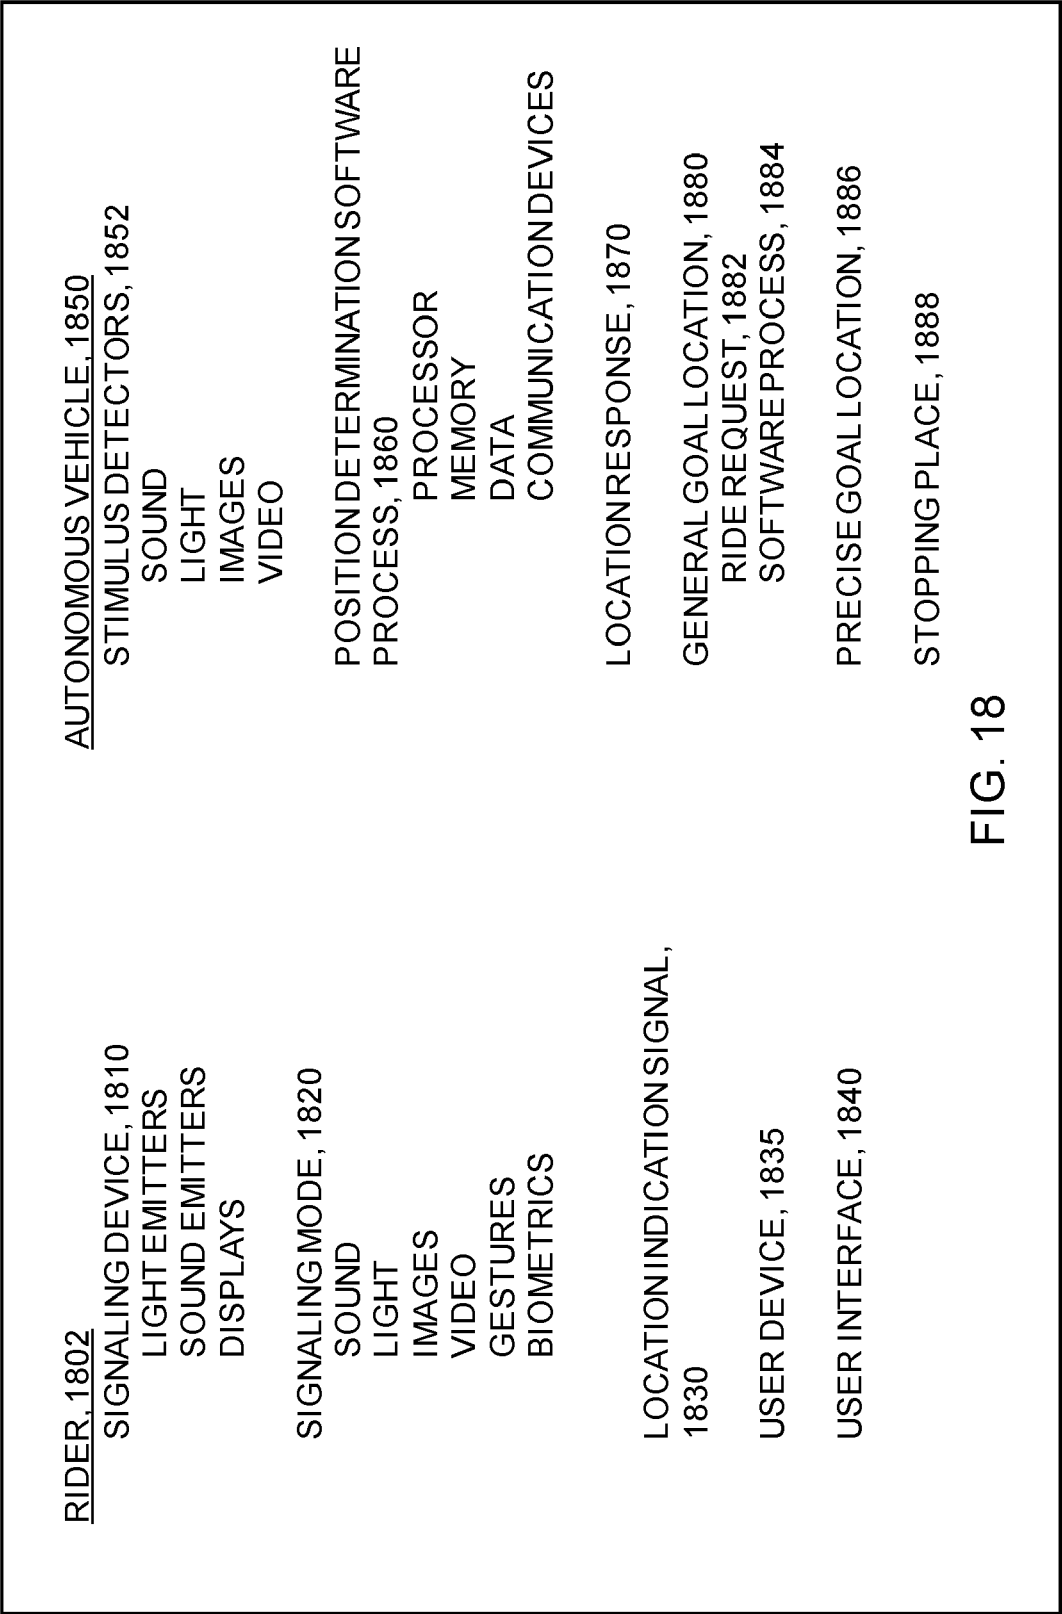 RIDER, 1802
SIGNALING DEVICE, 1810
LIGHT EMITTERS
SOUND EMITTERS
DISPLAYS
SIGNALING MODE, 1820
SOUND
LIGHT
IMAGES
VIDEO
GESTURES
BIOMETRICS
LOCATION INDICATION SIGNAL,
1830
USER DEVICE, 1835
USER INTERFACE, 1840
AUTONOMOUS VEHICLE, 1850
STIMULUS DETECTORS, 1852
SOUND
LIGHT
IMAGES
VIDEO
POSITION DETERMINATION SOFTWARE
PROCESS, 1860
PROCESSOR
MEMORY
DATA
COMMUNICATION DEVICES
LOCATION RESPONSE, 1870
GENERAL GOAL LOCATION, 1880
RIDE REQUEST, 1882
SOFTWARE PROCESS, 1884
PRECISE GOAL LOCATION, 1886
STOPPING PLACE, 1888
FIG. 18